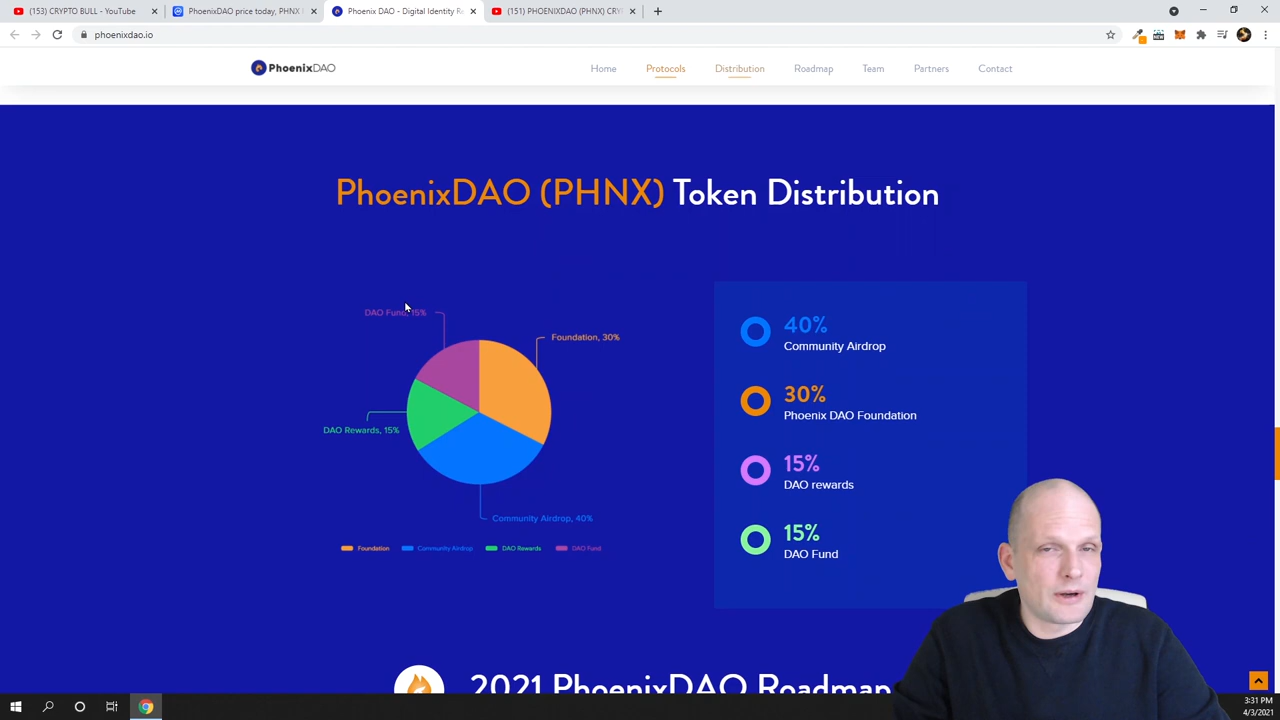 (153) CRYPTO BULL - YouTube
PhoenixDAO price today, PHNX
Phoenix DAO - Digital Identity Re
(151) PHOENIXDAO (PHNX) CRY
phoenixdao.io
PhoenixDAO
Home
Protocols
Distribution
Roadmap
Team
Partners
Contact
PhoenixDAO (PHNX) Token Distribution
DAO Fund, 15%
Foundation, 30%
DAO Rewards, 15%
Community Airdrop, 40%
Foundation
Community Airdrop
DAO Rewards
DAO Fund
40%
Community Airdrop
30%
Phoenix DAO Foundation
15%
DAO rewards
15%
DAO Fund
2021 PhoenixDAO Roadmap
3:31 PM
4/3/2021